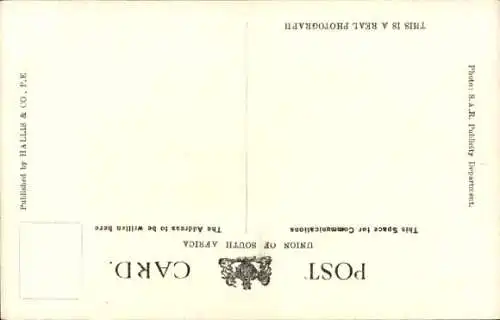 POST CARD.
UNION OF SOUTH AFRICA
This Space for Communications
The Address to be written here
THIS IS A REAL PHOTOGRAPH
Photo: S.A.R. Publicity Department.
Published by HALLIS & CO., P.E